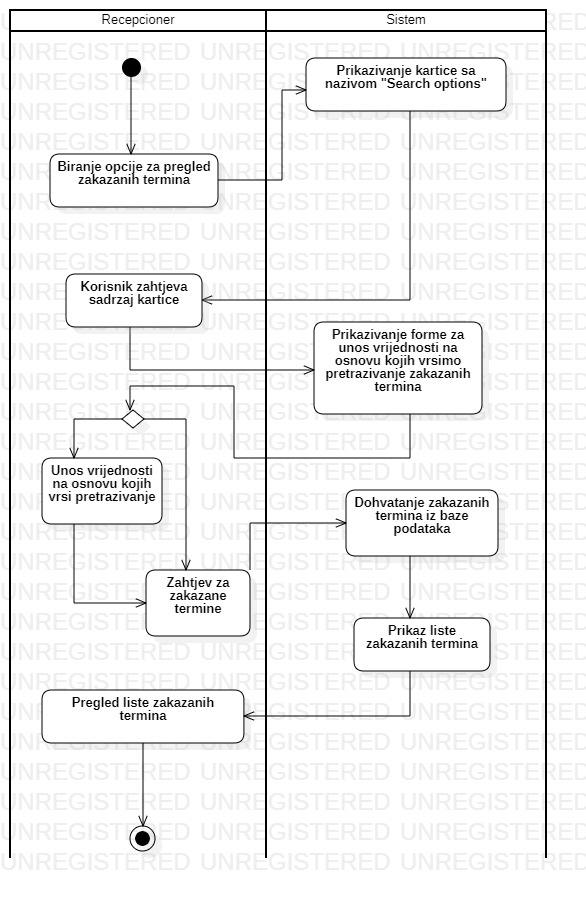 Recepcioner
Sistem
Prikazivanje kartice sa
nazivom "Search options"
Biranje opcije za pregled
zakazanih termina
Korisnik zahtjeva
sadrzaj kartice
Prikazivanje forme za
unos vrijednosti na
osnovu kojih vrsimo
pretrazivanje zakazanih
termina
Unos vrijednosti
na osnovu kojih
vrsi pretrazivanje
Dohvatanje zakazanih
termina iz baze
podataka
Zahtjev za
zakazane
termine
Prikaz liste
zakazanih termina
Pregled liste zakazanih
termina
UNREGISTERED